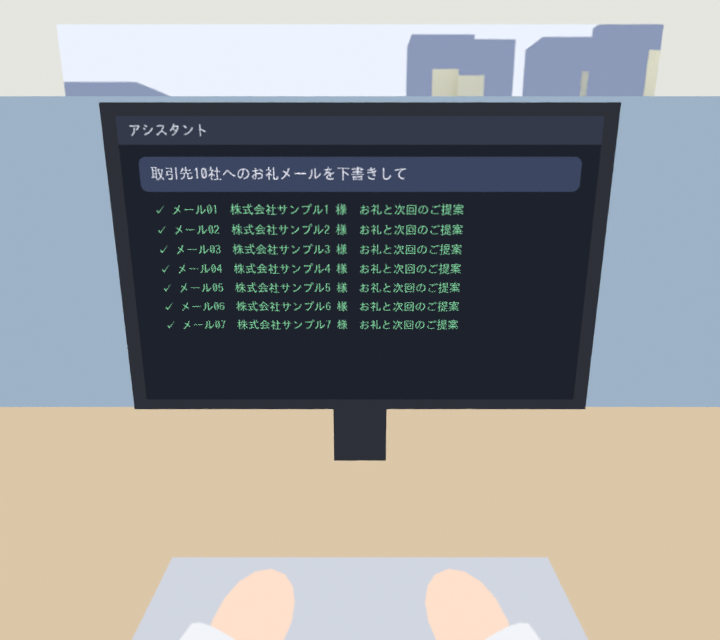 アシスタント
取引先10社へのお礼メールを下書きして
✓ メール01 株式会社サンプル1 様 お礼と次回のご提案
✓ メール02 株式会社サンプル2 様 お礼と次回のご提案
✓ メール03 株式会社サンプル3 様 お礼と次回のご提案
✓ メール04 株式会社サンプル4 様 お礼と次回のご提案
✓ メール05 株式会社サンプル5 様 お礼と次回のご提案
✓ メール06 株式会社サンプル6 様 お礼と次回のご提案
✓ メール07 株式会社サンプル7 様 お礼と次回のご提案